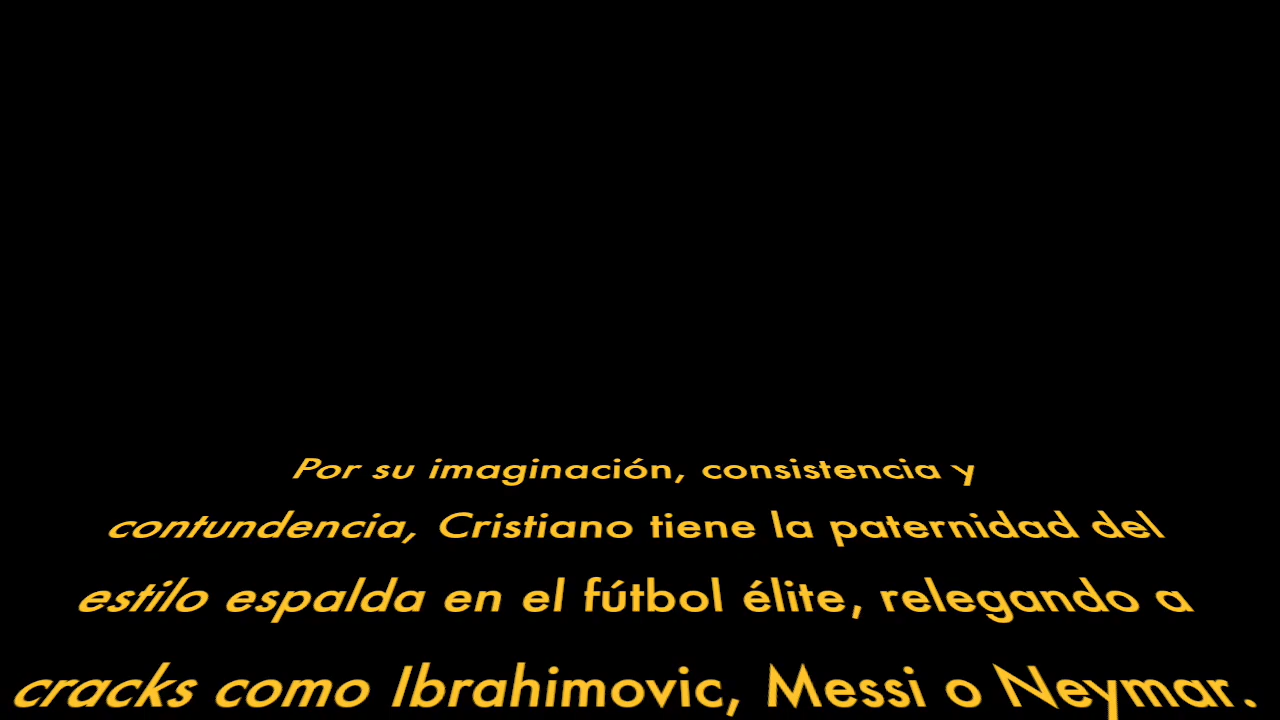 Por su imaginación, consistencia y
contundencia, Cristiano tiene la paternidad del
estilo espalda en el fútbol élite, relegando a
cracks como Ibrahimovic, Messi o Neymar.